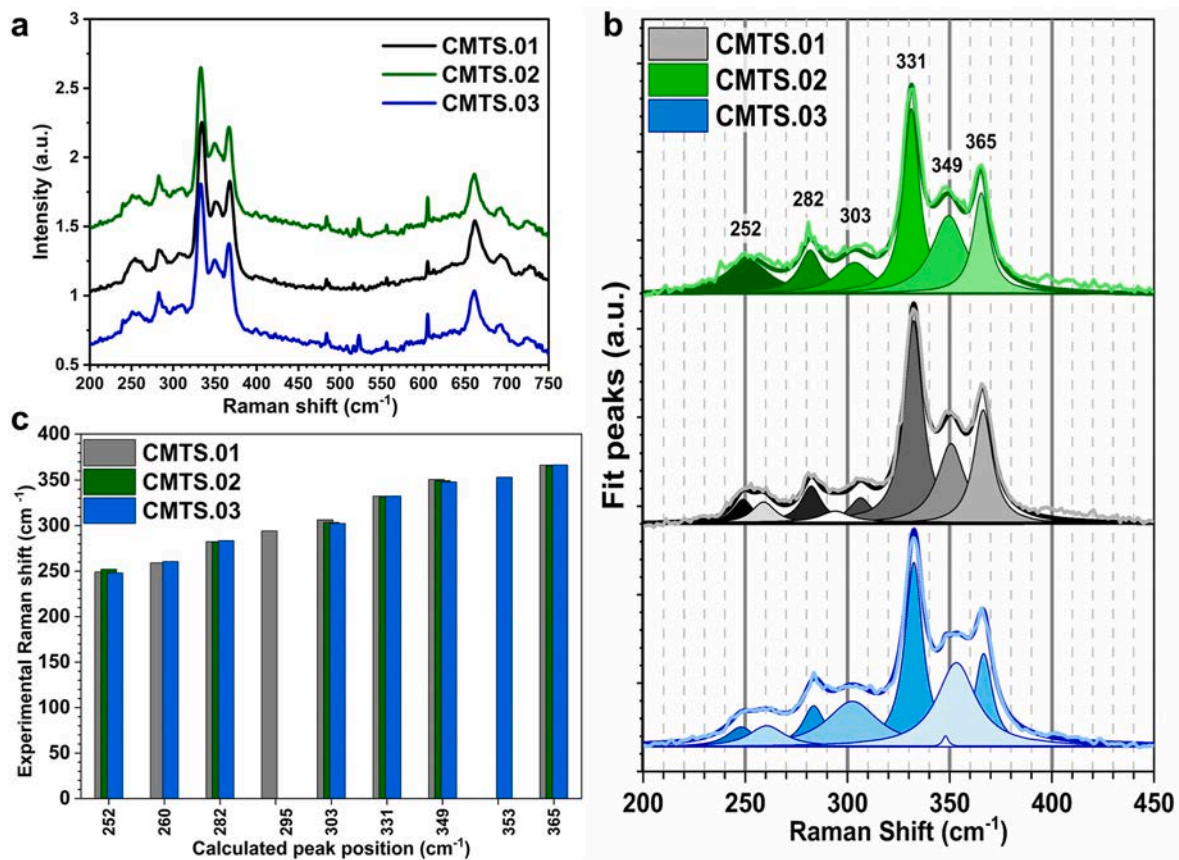 a
3
2.5
2
1.5
1
0.5
Intensity (a.u.)
CMTS.01
CMTS.02
CMTS.03
200 250 300 350 400 450 500 550 600 650 700 750
Raman shift (cm⁻¹)
b
CMTS.01
CMTS.02
CMTS.03
331
365
349
282
303
252
Fit peaks (a.u.)
200 250 300 350 400 450
Raman Shift (cm⁻¹)
c
400
350
300
250
200
150
100
50
0
Experimental Raman shift (cm⁻¹)
CMTS.01
CMTS.02
CMTS.03
252 260 282 295 303 331 349 353 365
Calculated peak position (cm⁻¹)